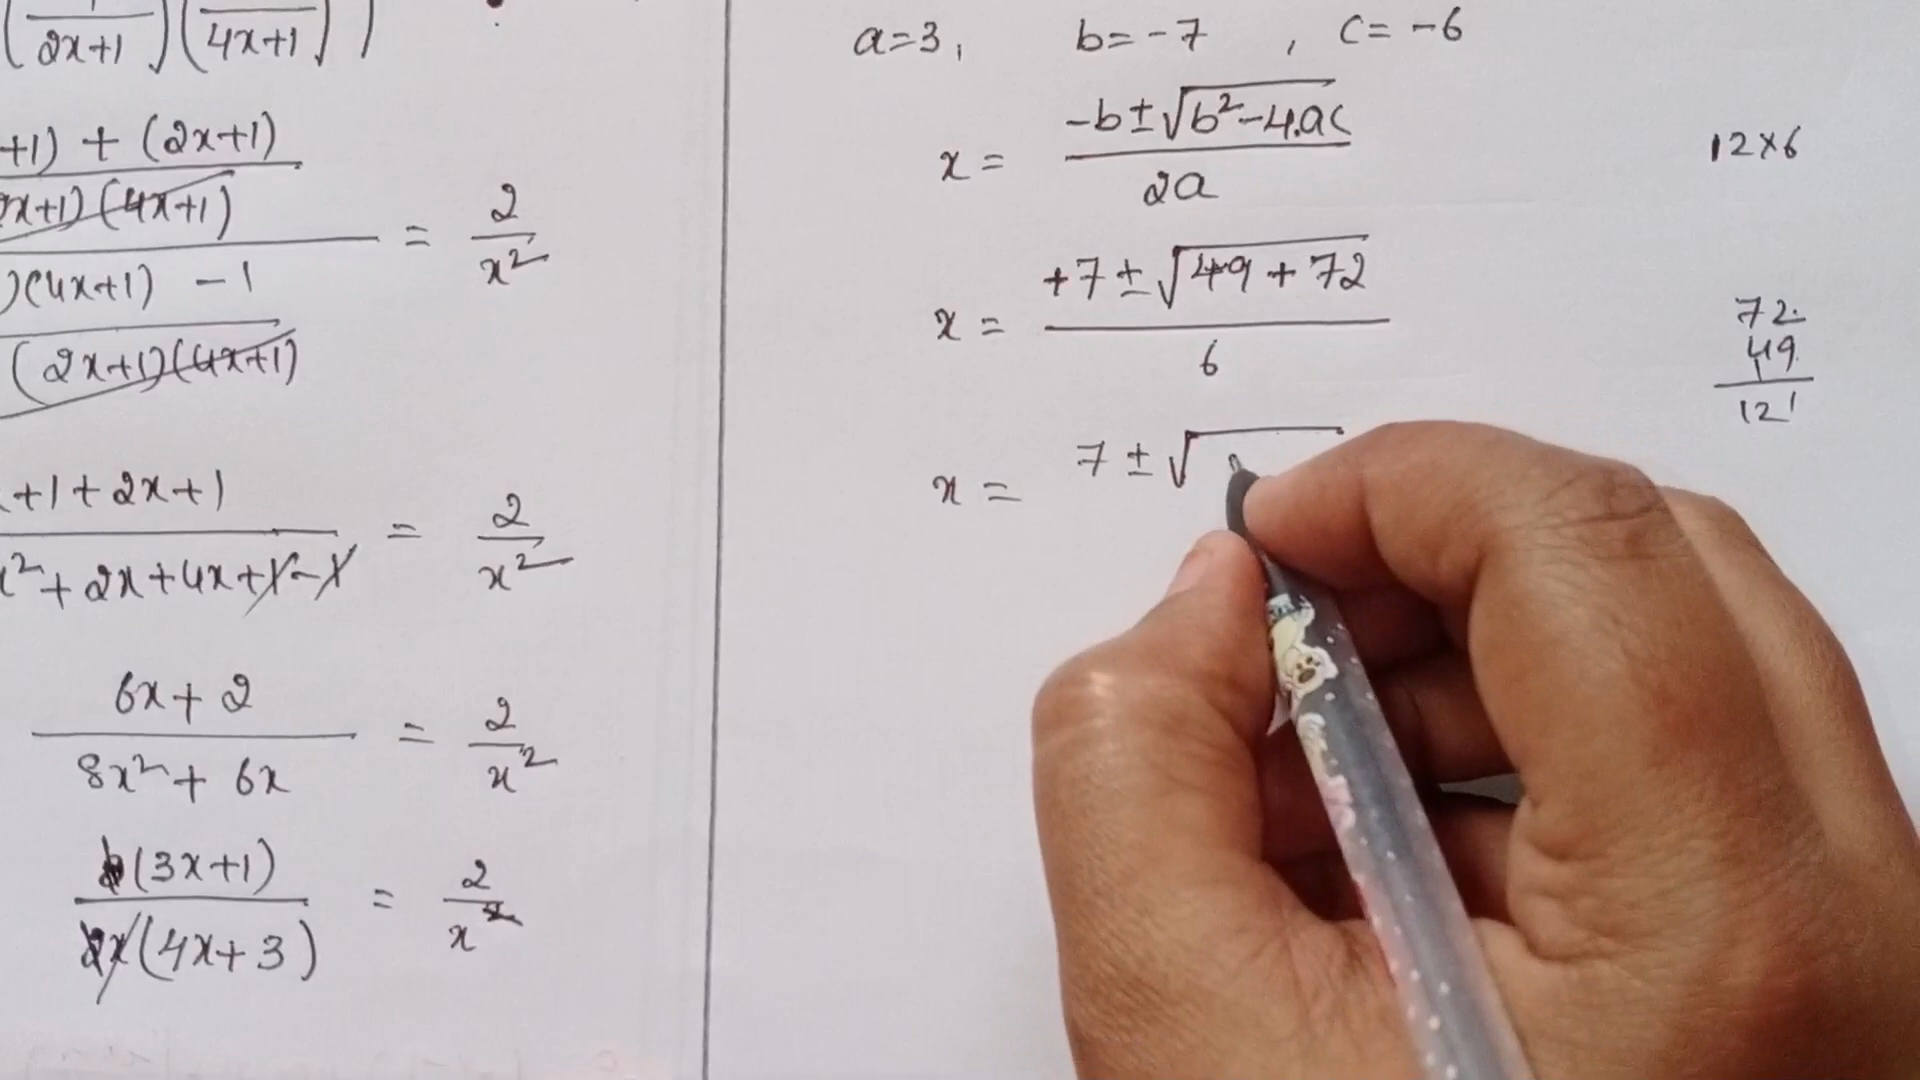 (1/2x+1)(1/4x+1)
+1) + (2x+1)
2x+1)(4x+1)
= 2/x²
)(4x+1) - 1
(2x+1)(4x+1)
+1+2x+1 = 2/x²
x²+2x+4x+1-1
6x+2 = 2/x²
8x²+6x
(3x+1) = 2/x²
2x(4x+3)
a=3, b=-7, c=-6
x = -b±√b²-4ac
2a
x = +7±√49+72
6
x = 7±√
12×6
72
49
121